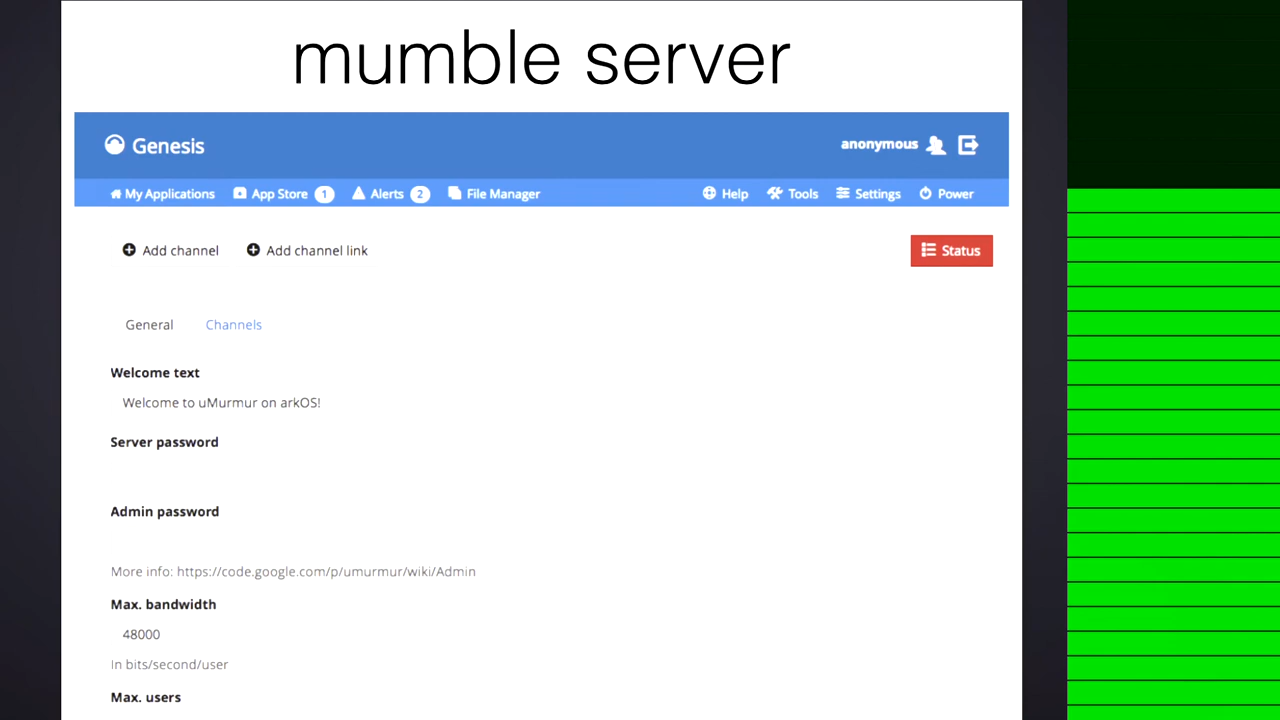 mumble server
Genesis
anonymous
My Applications App Store 1 Alerts 2 File Manager Help Tools Settings Power
Add channel Add channel link Status
General Channels
Welcome text
Welcome to uMurmur on arkOS!
Server password
Admin password
More info: https://code.google.com/p/umurmur/wiki/Admin
Max. bandwidth
48000
In bits/second/user
Max. users